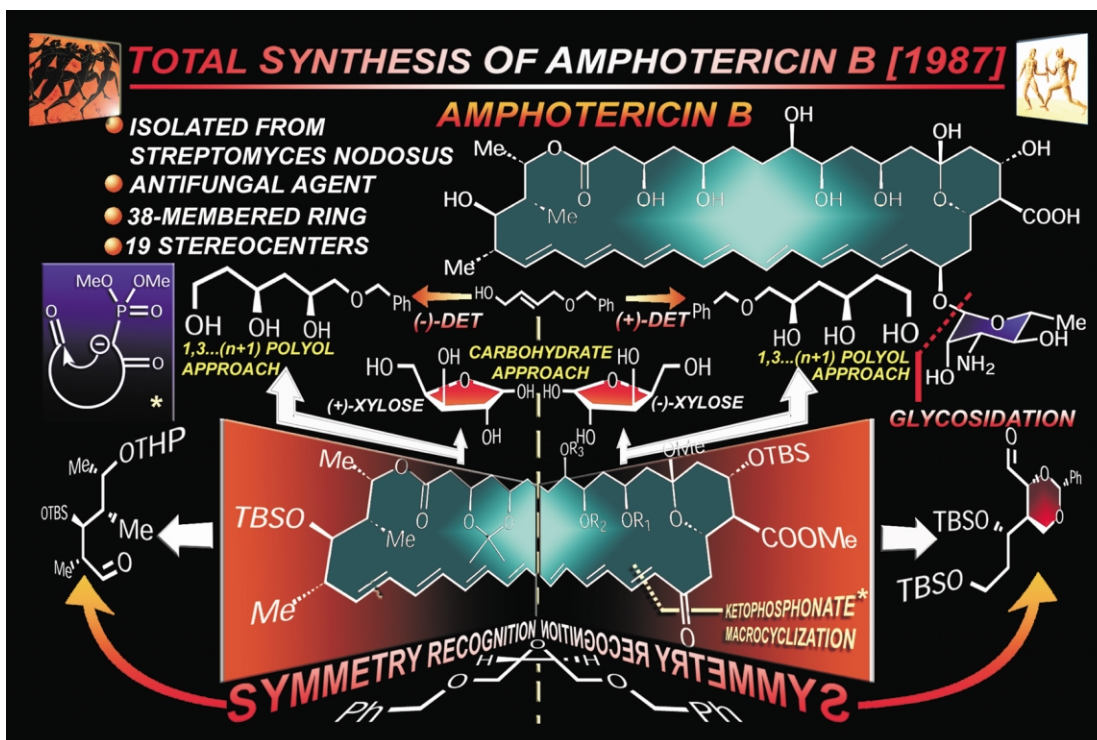 TOTAL SYNTHESIS OF AMPHOTERICIN B [1987]
AMPHOTERICIN B
ISOLATED FROM
STREPTOMYCES NODOSUS
ANTIFUNGAL AGENT
38-MEMBERED RING
19 STEREOCENTERS
OH
Me
O
OH
HO
O
OH
OH
OH
OH
O
COOH
Me
Me
O
O
Me
OH
NH2
HO
GLYCOSIDATION
MeO
OMe
P
O
O
O
*
OH
OH
OH
O
Ph
(-)-DET
HO
O
Ph
(+)-DET
Ph
O
HO
HO
HO
1,3...(n+1) POLYOL
APPROACH
CARBOHYDRATE
APPROACH
1,3...(n+1) POLYOL
APPROACH
HO
OH
O
OH
OH
(+)-XYLOSE
HO
OH
O
OH
HO
(-)-XYLOSE
OTHP
Me
OTBS
Me
Me
O
Me
O
O
TBSO
Me
Me
O
O
OR3
OMe
OTBS
OR2
OR1
O
COOMe
O
KETOPHOSPHONATE*
MACROCYCLIZATION
O
O
Ph
TBSO
O
TBSO
SYMMETRY RECOGNITION
SYMMETRY RECOGNITION
O
H
H
O
O
Ph
Ph